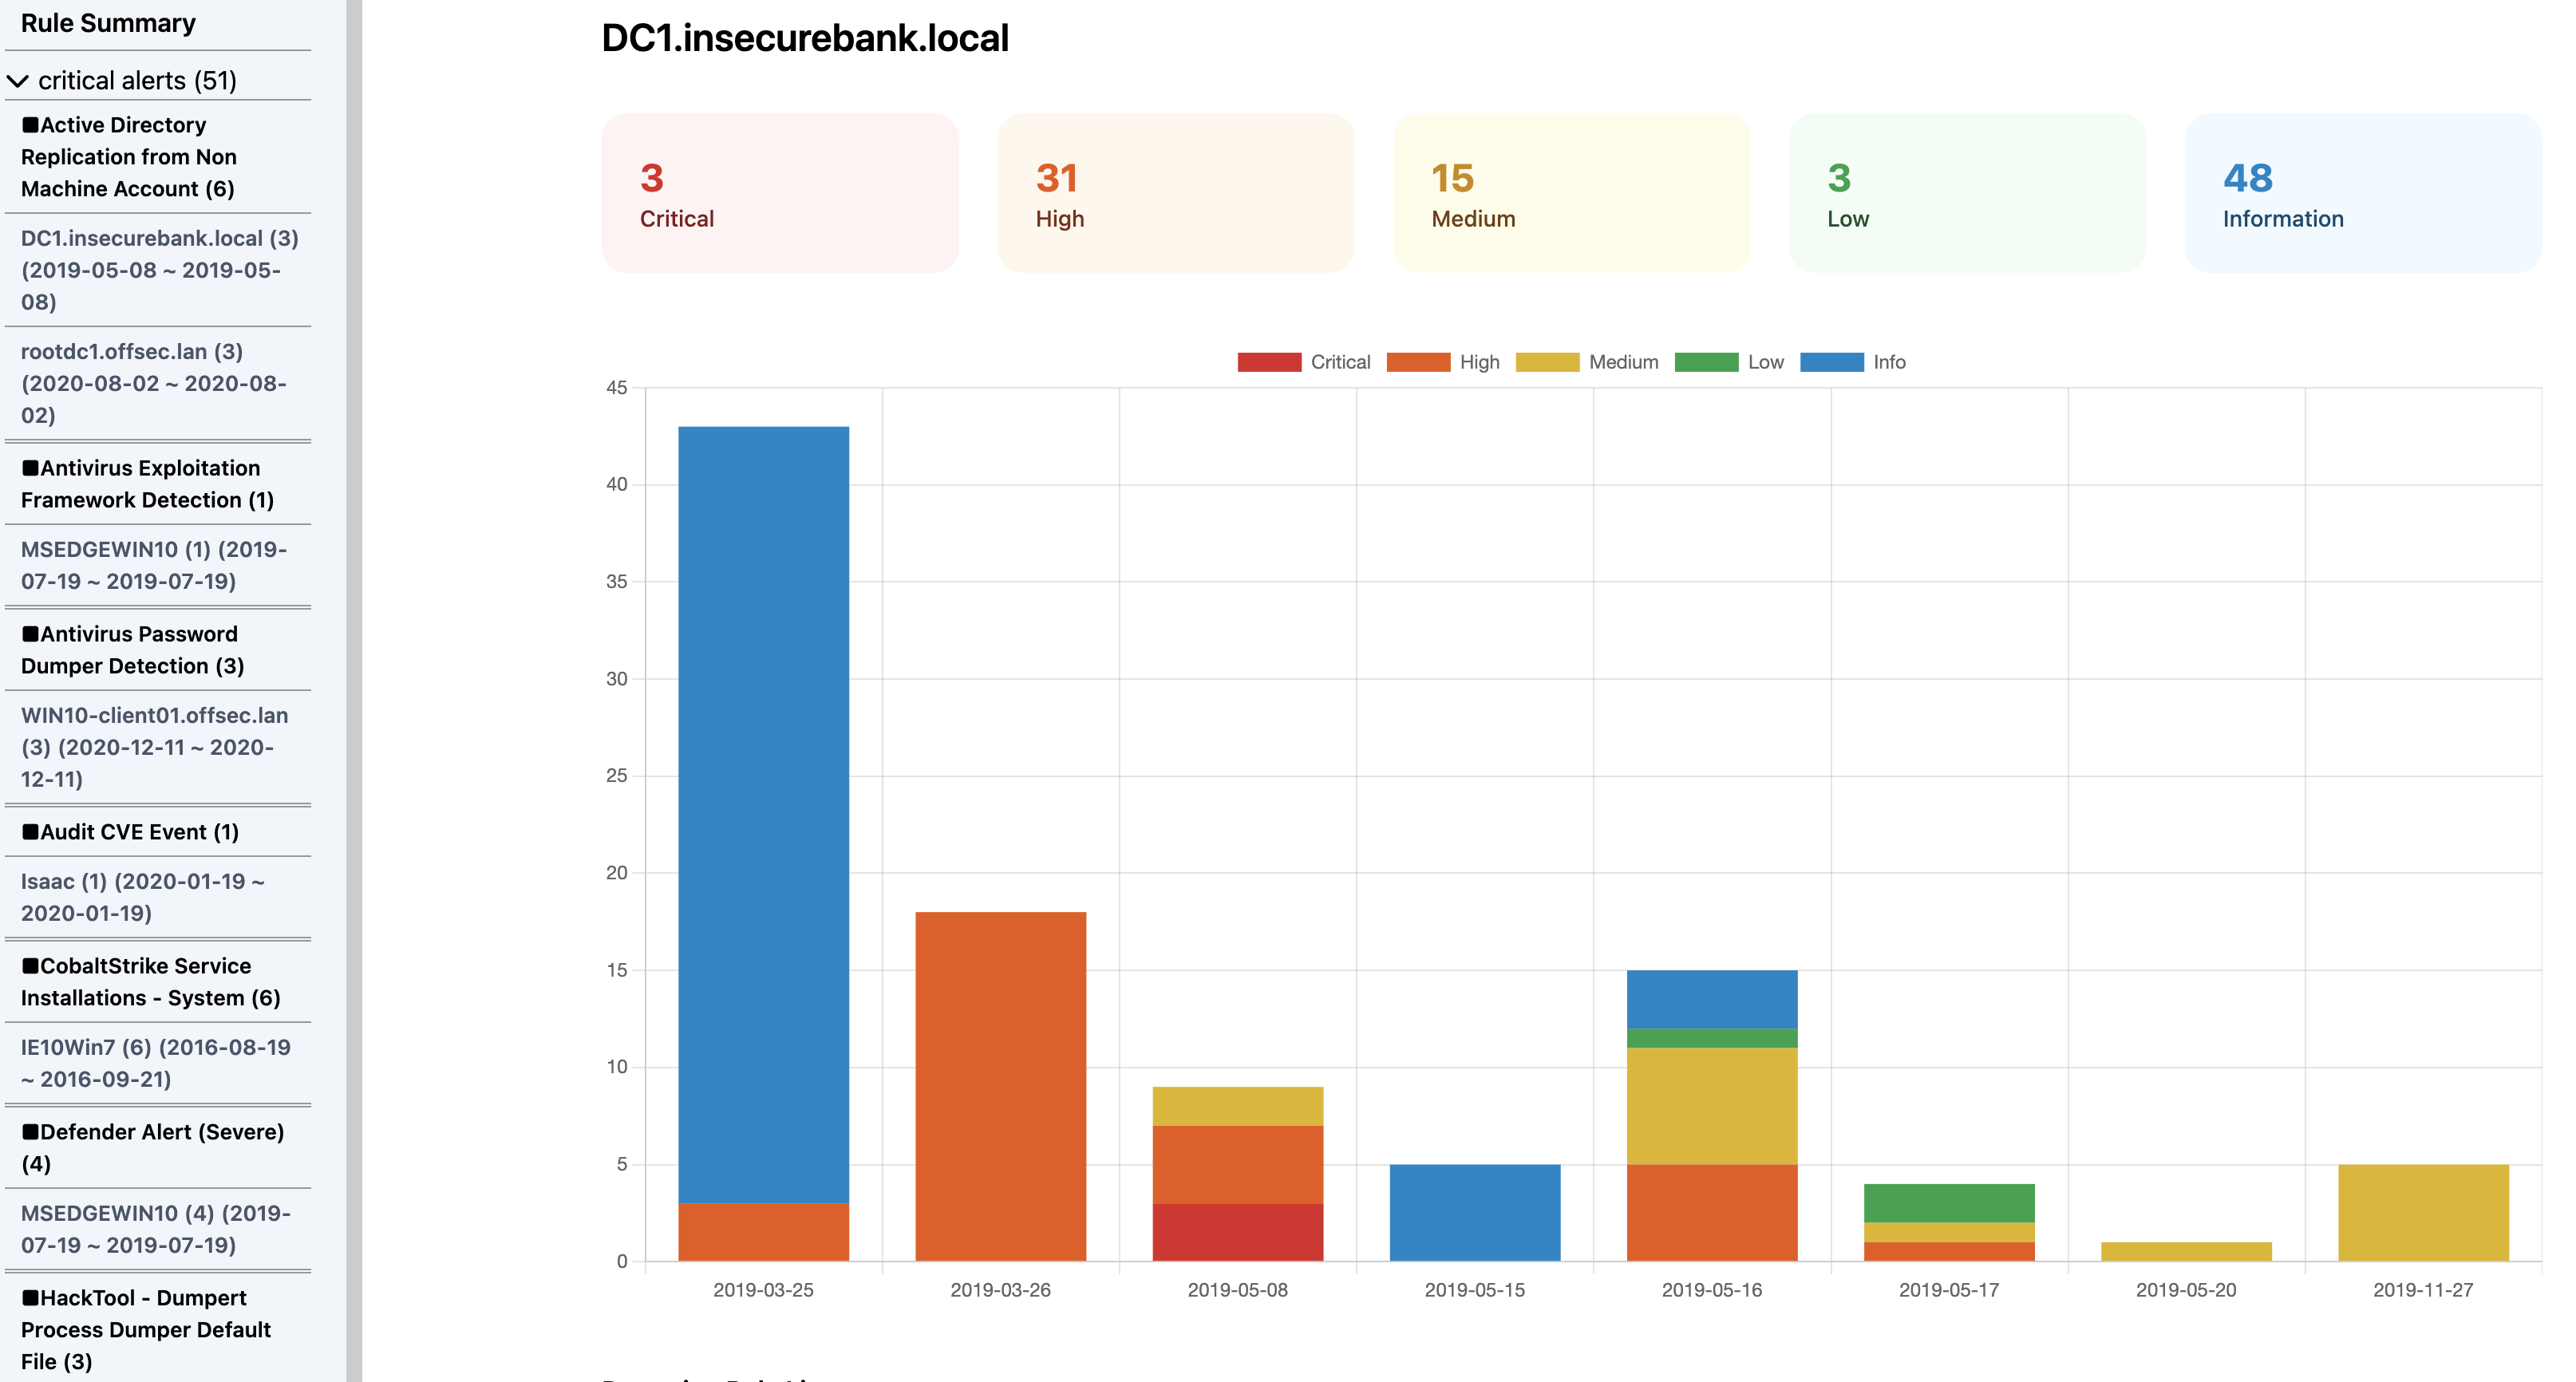 Rule Summary
critical alerts (51)
■Active Directory
Replication from Non
Machine Account (6)
DC1.insecurebank.local (3)
(2019-05-08 ~ 2019-05-
08)
rootdc1.offsec.lan (3)
(2020-08-02 ~ 2020-08-
02)
■Antivirus Exploitation
Framework Detection (1)
MSEDGEWIN10 (1) (2019-
07-19 ~ 2019-07-19)
■Antivirus Password
Dumper Detection (3)
WIN10-client01.offsec.lan
(3) (2020-12-11 ~ 2020-
12-11)
■Audit CVE Event (1)
Isaac (1) (2020-01-19 ~
2020-01-19)
■CobaltStrike Service
Installations - System (6)
IE10Win7 (6) (2016-08-19
~ 2016-09-21)
■Defender Alert (Severe)
(4)
MSEDGEWIN10 (4) (2019-
07-19 ~ 2019-07-19)
■HackTool - Dumpert
Process Dumper Default
File (3)
DC1.insecurebank.local
3
Critical
31
High
15
Medium
3
Low
48
Information
Critical High Medium Low Info
45
40
35
30
25
20
15
10
5
0
2019-03-25 2019-03-26 2019-05-08 2019-05-15 2019-05-16 2019-05-17 2019-05-20 2019-11-27